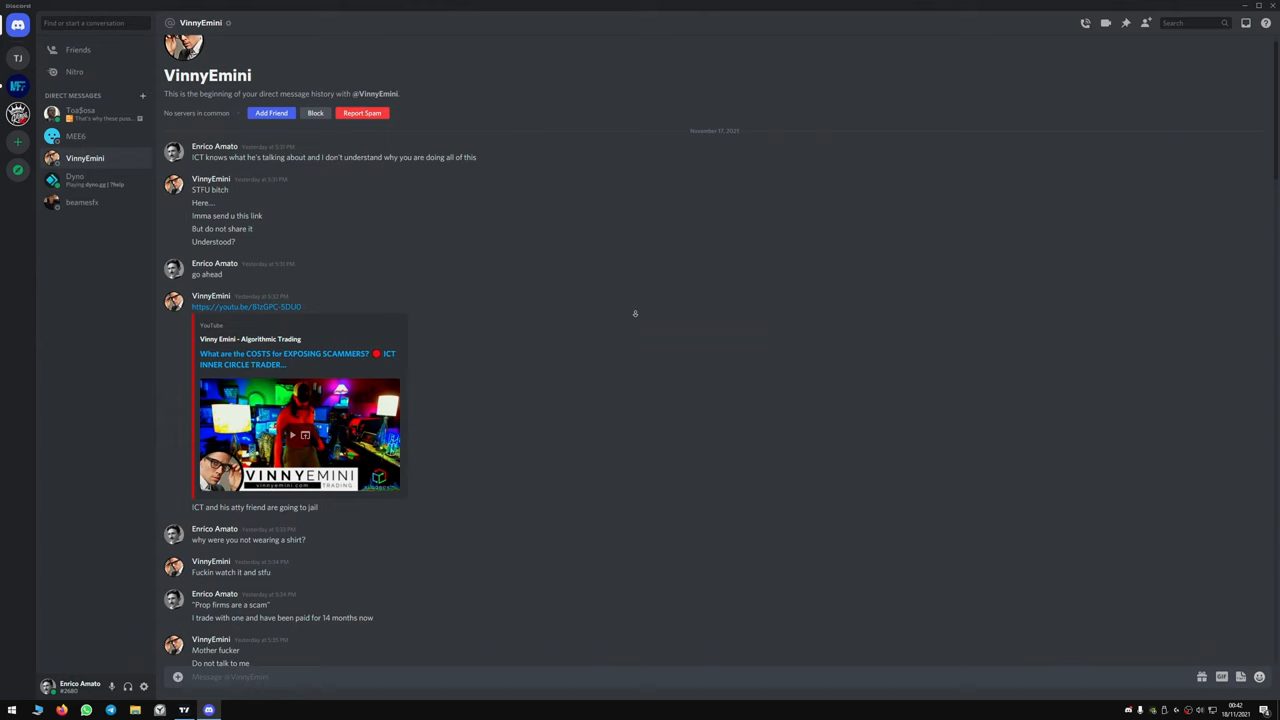 Discord
Find or start a conversation
VinnyEmini
Search
Friends
Nitro
DIRECT MESSAGES
Toa$osa
That's why these puss...
MEE6
VinnyEmini
Dyno
Playing dyno.gg | ?help
beamesfx
TJ
VinnyEmini
This is the beginning of your direct message history with @VinnyEmini.
No servers in common
Add Friend
Block
Report Spam
November 17, 2021
Enrico Amato Yesterday at 5:31 PM
ICT knows what he's talking about and I don't understand why you are doing all of this
VinnyEmini Yesterday at 5:31 PM
STFU bitch
Here....
Imma send u this link
But do not share it
Understood?
Enrico Amato Yesterday at 5:31 PM
go ahead
VinnyEmini Yesterday at 5:32 PM
https://youtu.be/B1zGPC-5DU0
YouTube
Vinny Emini - Algorithmic Trading
What are the COSTS for EXPOSING SCAMMERS? 🔴 ICT
INNER CIRCLE TRADER...
VINNYEMINI
vinnyemini.com TRADING
ICT and his atty friend are going to jail
Enrico Amato Yesterday at 5:33 PM
why were you not wearing a shirt?
VinnyEmini Yesterday at 5:34 PM
Fuckin watch it and stfu
Enrico Amato Yesterday at 5:34 PM
"Prop firms are a scam"
I trade with one and have been paid for 14 months now
VinnyEmini Yesterday at 5:35 PM
Mother fucker
Do not talk to me
Message @VinnyEmini
GIF
Enrico Amato
#2680
00:42
18/11/2021